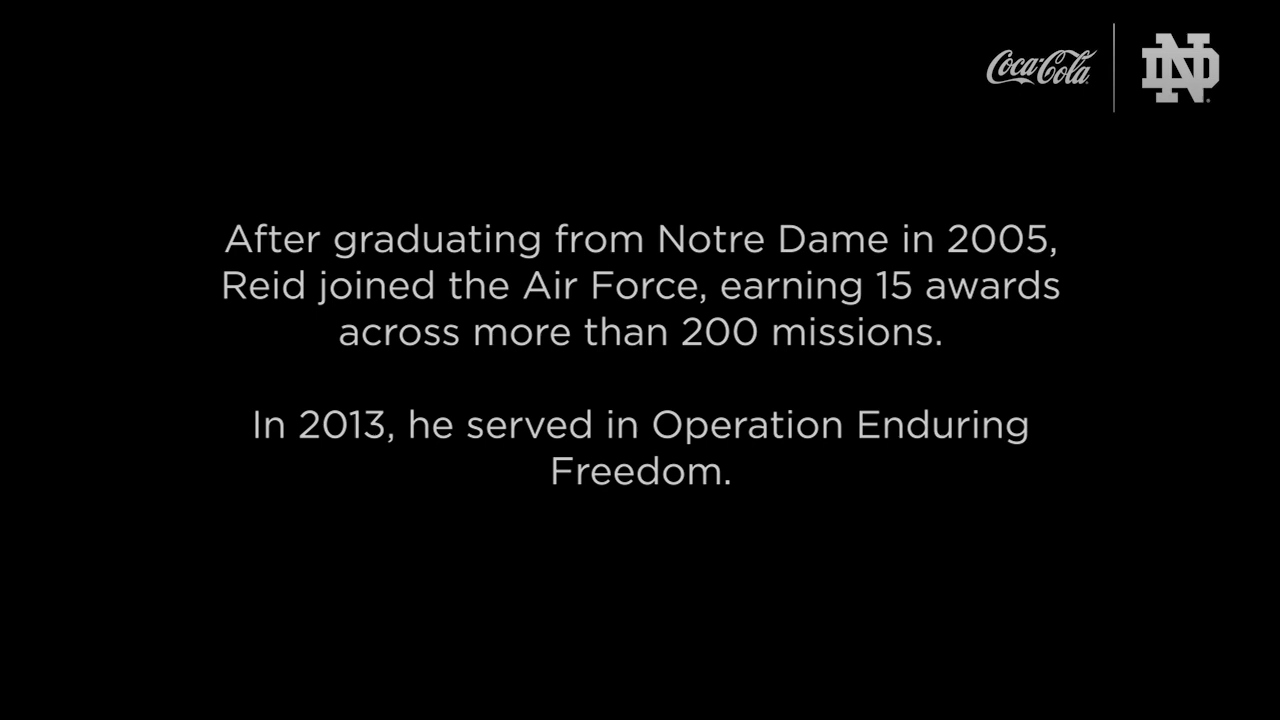 Coca-Cola
ND
After graduating from Notre Dame in 2005,
Reid joined the Air Force, earning 15 awards
across more than 200 missions.
In 2013, he served in Operation Enduring
Freedom.